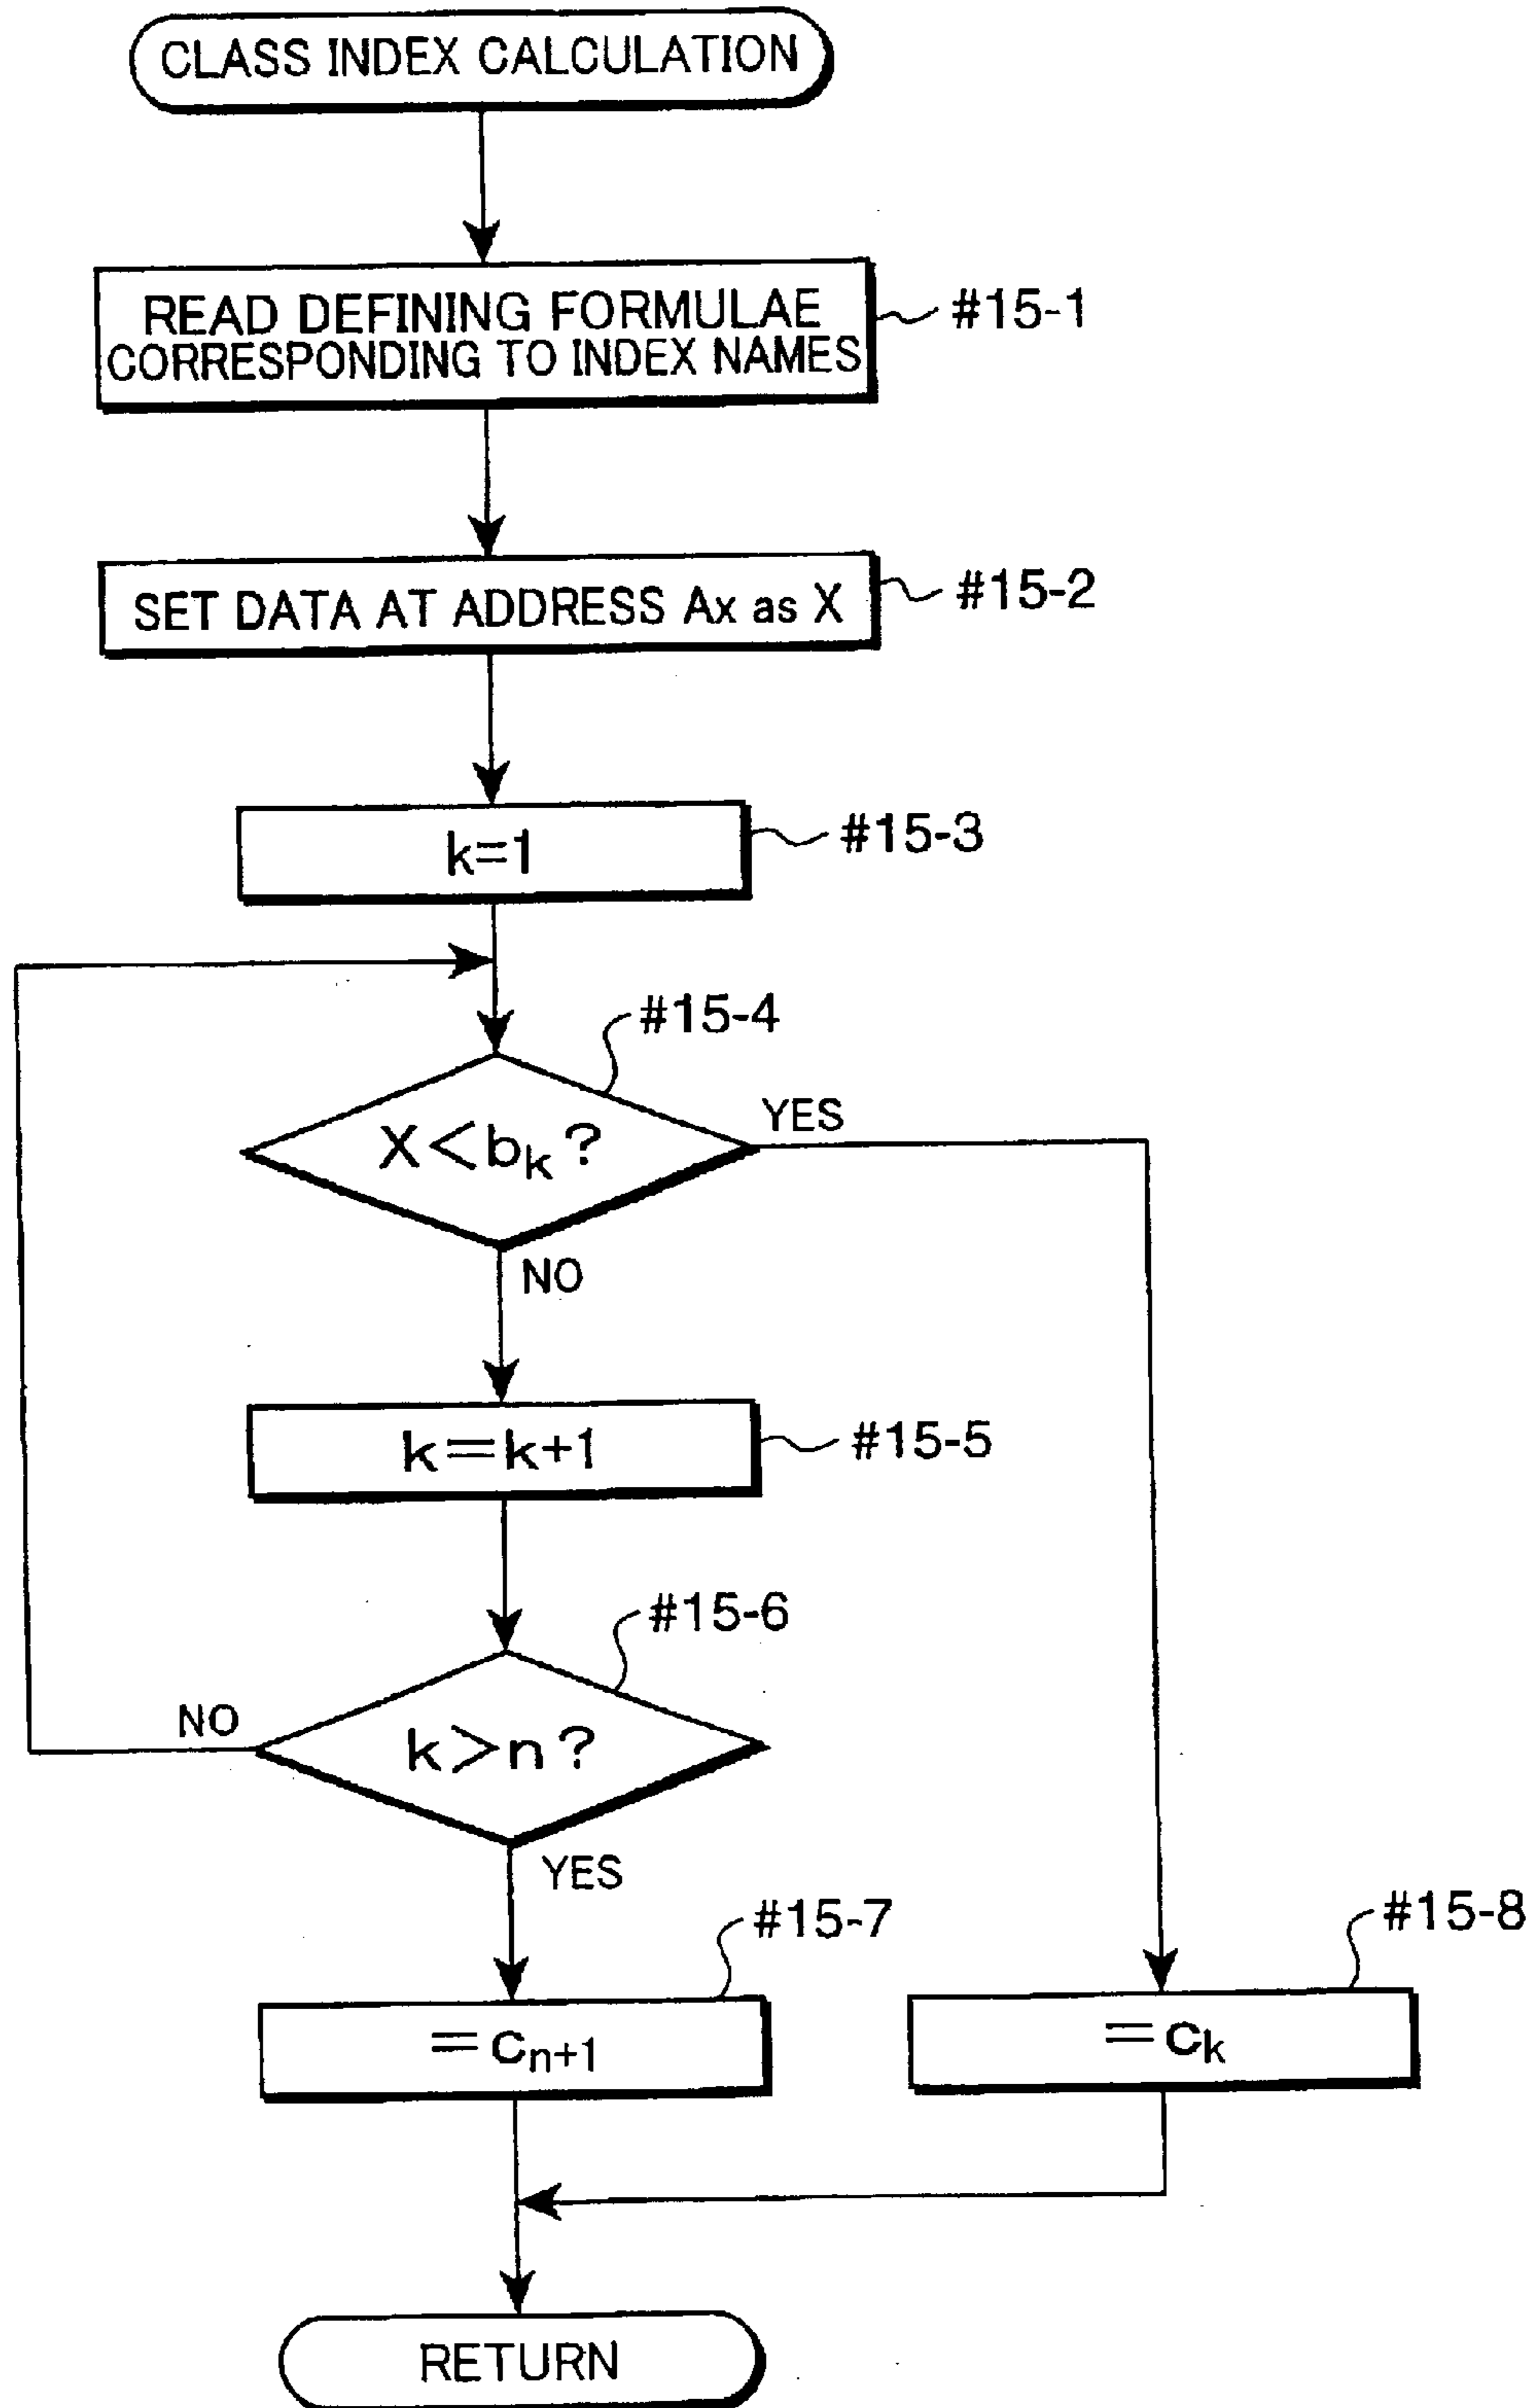 CLASS INDEX CALCULATION
READ DEFINING FORMULAE
CORRESPONDING TO INDEX NAMES
#15-1
SET DATA AT ADDRESS Ax as X
#15-2
k=1
#15-3
#15-4
X<bk?
YES
NO
k=k+1
#15-5
#15-6
k>n?
NO
YES
#15-7
=cn+1
#15-8
=ck
RETURN